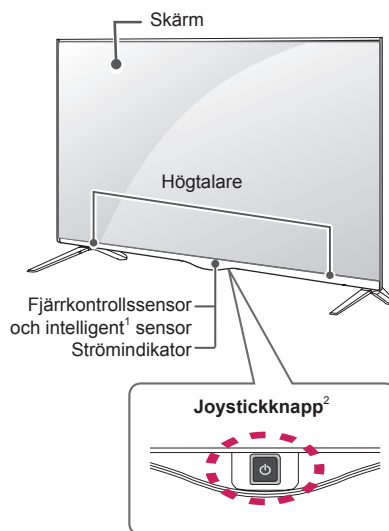 Skärm
Högtalare
Fjärrkontrollssensor
och intelligent¹ sensor
Strömindikator
Joystickknapp²